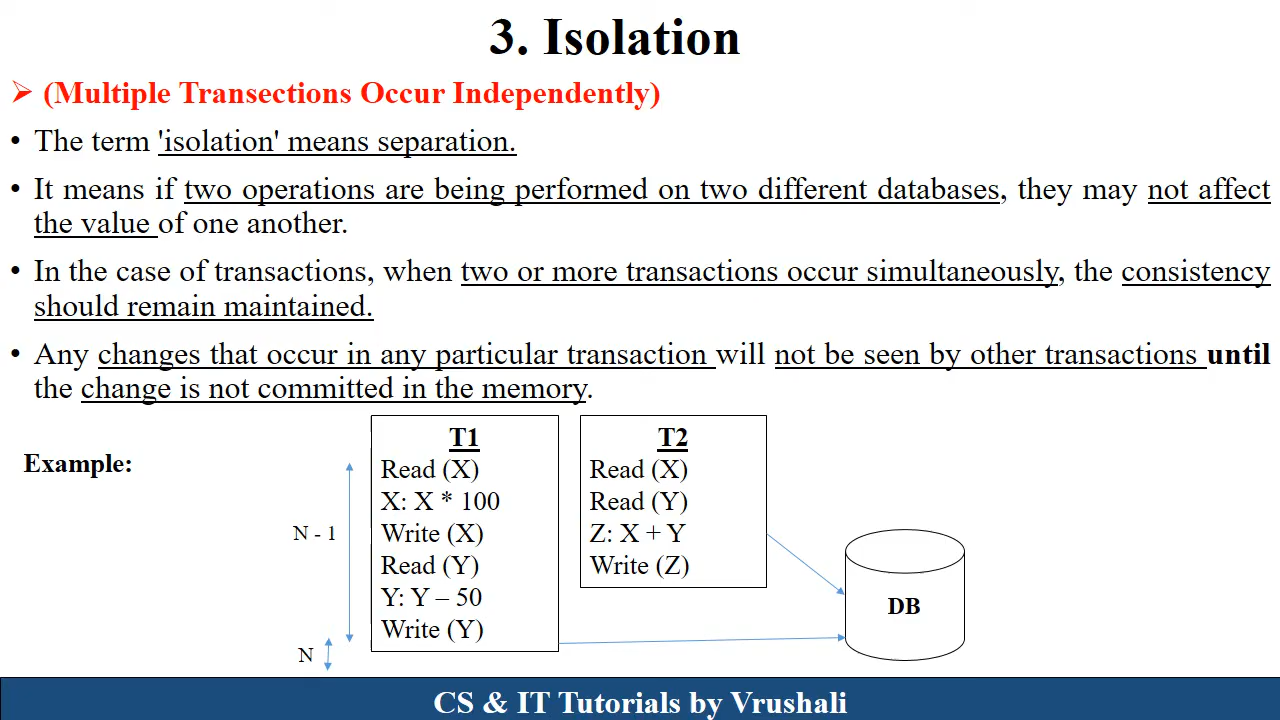 3. Isolation
➢ (Multiple Transections Occur Independently)
• The term 'isolation' means separation.
• It means if two operations are being performed on two different databases, they may not affect
the value of one another.
• In the case of transactions, when two or more transactions occur simultaneously, the consistency
should remain maintained.
• Any changes that occur in any particular transaction will not be seen by other transactions until
the change is not committed in the memory.
Example:
N - 1
N
T1
Read (X)
X: X * 100
Write (X)
Read (Y)
Y: Y – 50
Write (Y)
T2
Read (X)
Read (Y)
Z: X + Y
Write (Z)
DB
CS & IT Tutorials by Vrushali